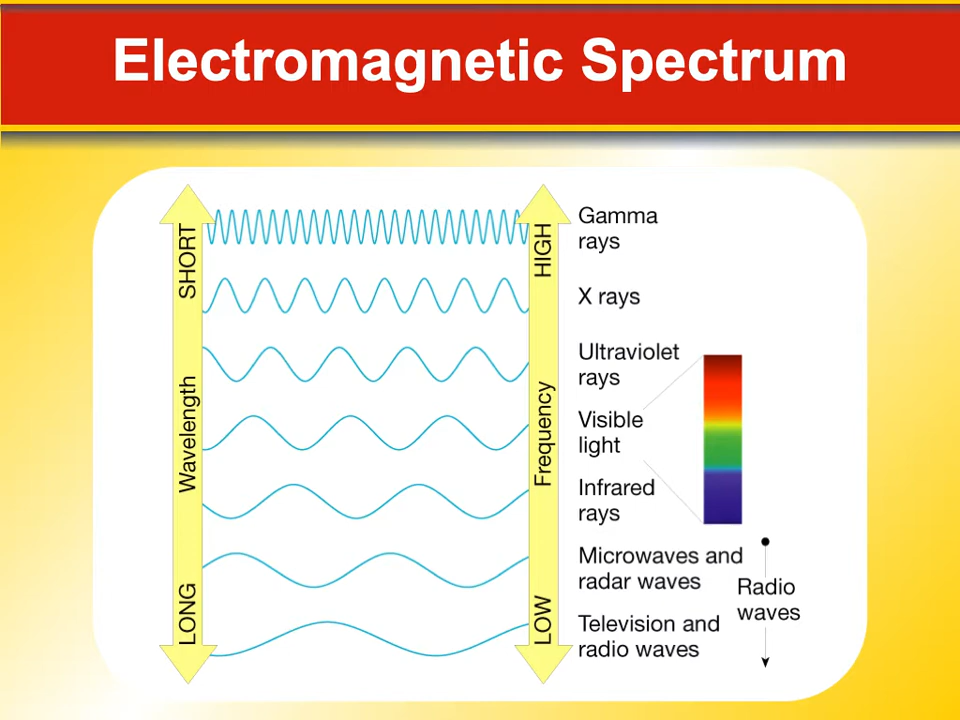 Electromagnetic Spectrum
SHORT
Wavelength
LONG
HIGH
Frequency
LOW
Gamma
rays
X rays
Ultraviolet
rays
Visible
light
Infrared
rays
Microwaves and
radar waves
Television and
radio waves
Radio
waves